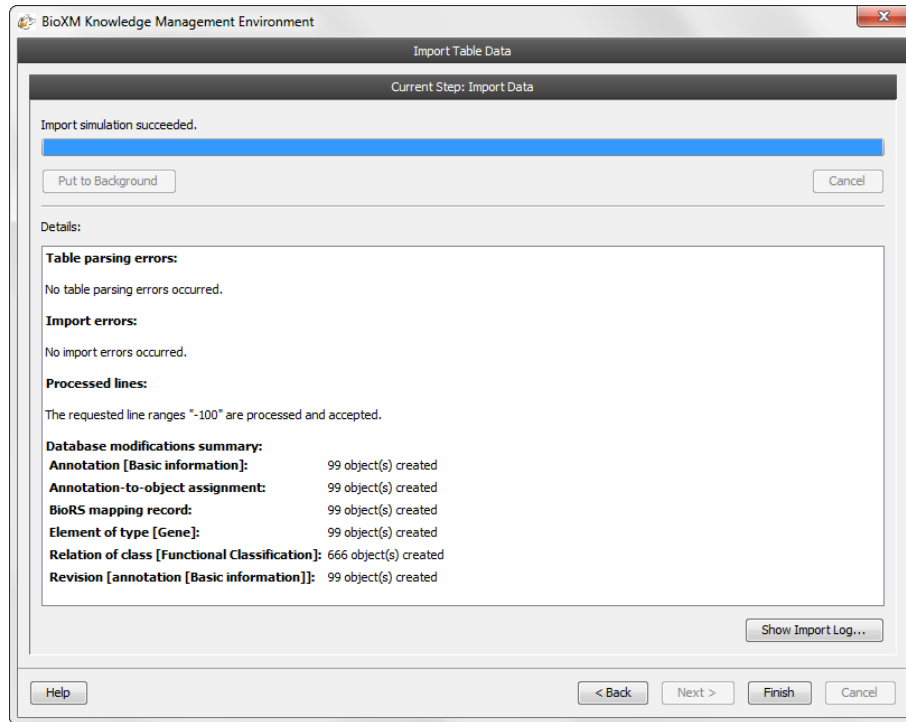 BioXM Knowledge Management Environment
Import Table Data
Current Step: Import Data
Import simulation succeeded.
Put to Background
Cancel
Details:
Table parsing errors:
No table parsing errors occurred.
Import errors:
No import errors occurred.
Processed lines:
The requested line ranges "-100" are processed and accepted.
Database modifications summary:
Annotation [Basic information]: 99 object(s) created
Annotation-to-object assignment: 99 object(s) created
BioRS mapping record: 99 object(s) created
Element of type [Gene]: 99 object(s) created
Relation of class [Functional Classification]: 666 object(s) created
Revision [annotation [Basic information]]: 99 object(s) created
Show Import Log...
Help
< Back
Next >
Finish
Cancel